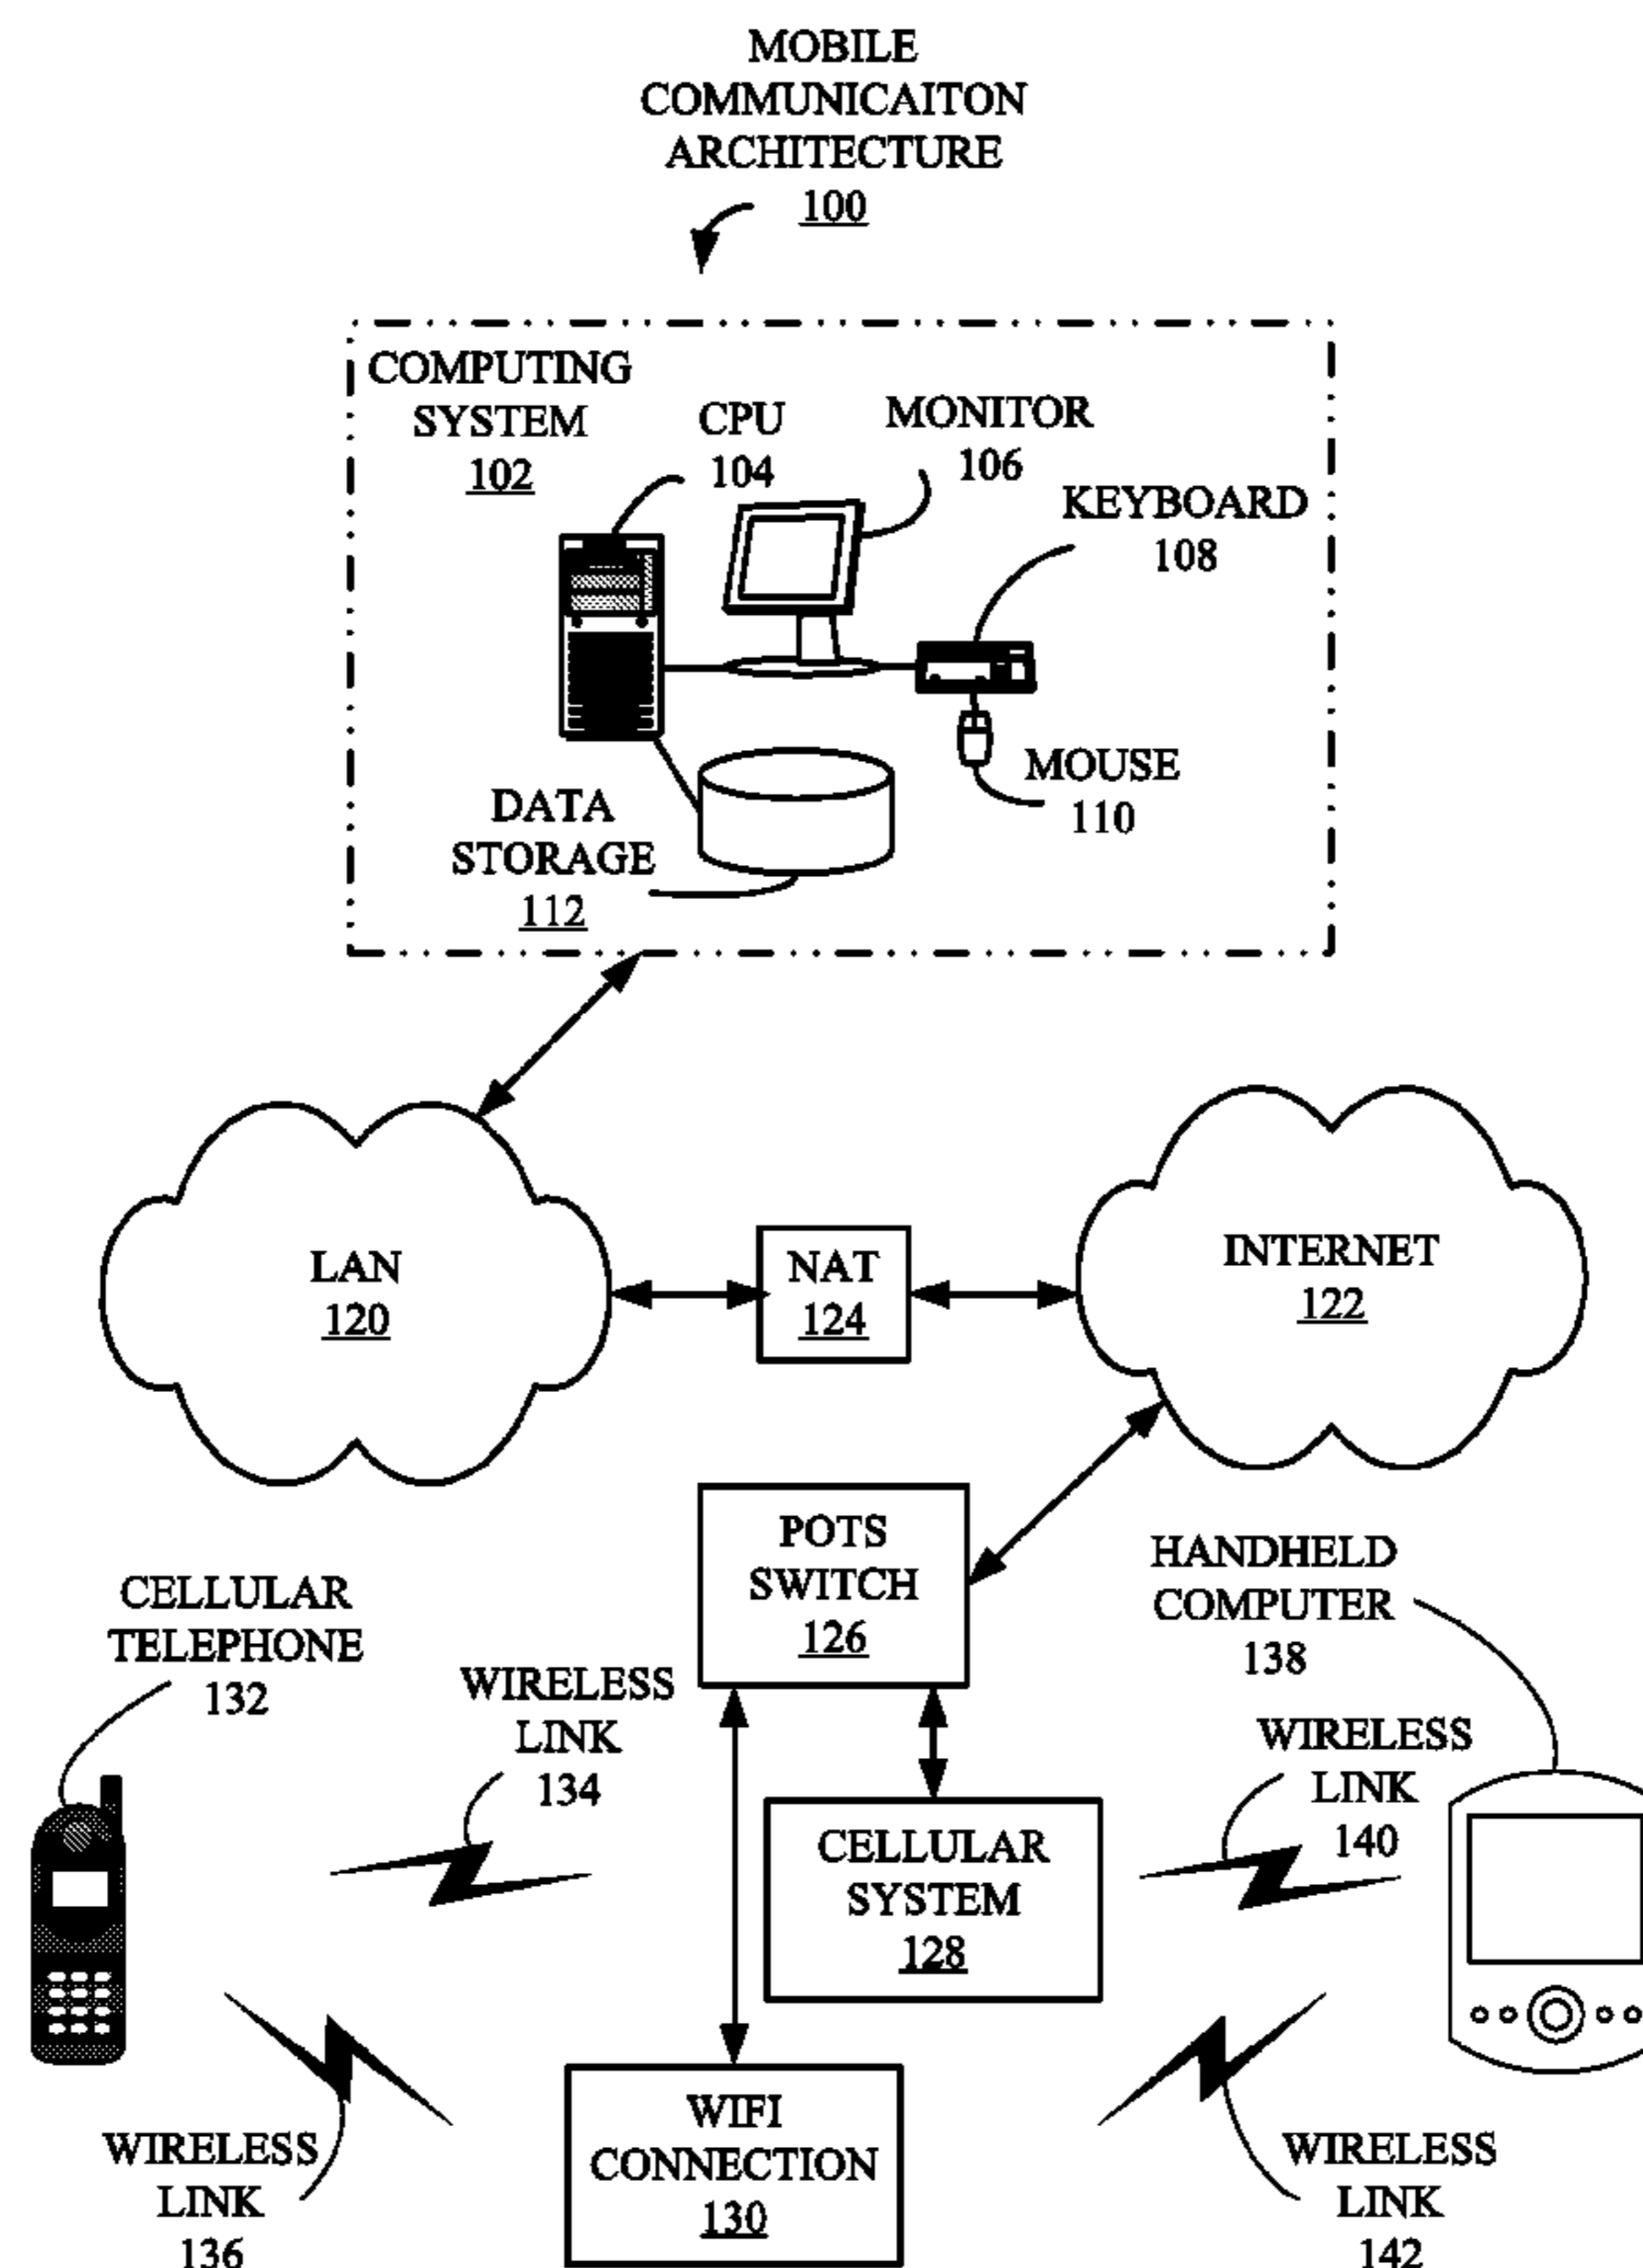 MOBILE
COMMUNICAITON
ARCHITECTURE
100
COMPUTING
SYSTEM
102
CPU
104
MONITOR
106
KEYBOARD
108
MOUSE
110
DATA
STORAGE
112
LAN
120
NAT
124
INTERNET
122
POTS
SWITCH
126
HANDHELD
COMPUTER
138
CELLULAR
TELEPHONE
132
WIRELESS
LINK
134
WIRELESS
LINK
140
CELLULAR
SYSTEM
128
WIFI
CONNECTION
130
WIRELESS
LINK
136
WIRELESS
LINK
142